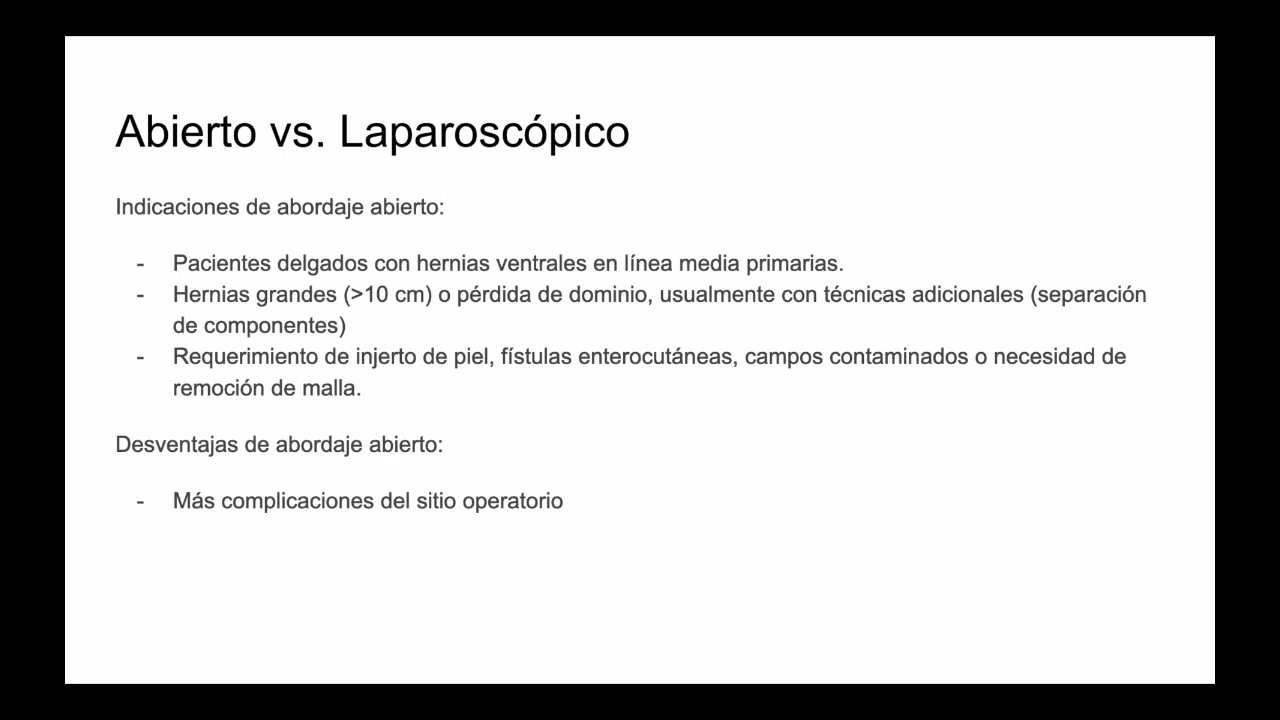 Abierto vs. Laparoscópico
Indicaciones de abordaje abierto:
- Pacientes delgados con hernias ventrales en línea media primarias.
- Hernias grandes (>10 cm) o pérdida de dominio, usualmente con técnicas adicionales (separación
de componentes)
- Requerimiento de injerto de piel, fístulas enterocutáneas, campos contaminados o necesidad de
remoción de malla.
Desventajas de abordaje abierto:
- Más complicaciones del sitio operatorio